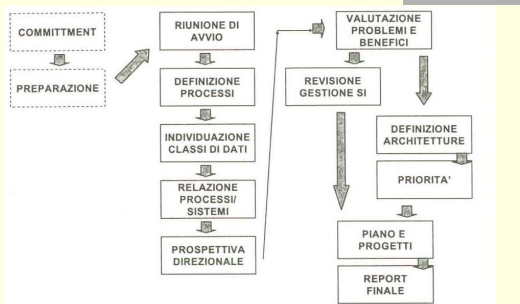 COMMITTMENT
PREPARAZIONE
RIUNIONE DI
AVVIO
DEFINIZIONE
PROCESSI
INDIVIDUAZIONE
CLASSI DI DATI
RELAZIONE
PROCESSI/
SISTEMI
PROSPETTIVA
DIREZIONALE
VALUTAZIONE
PROBLEMI E
BENEFICI
REVISIONE
GESTIONE SI
DEFINIZIONE
ARCHITETTURE
PRIORITA'
PIANO E
PROGETTI
REPORT
FINALE